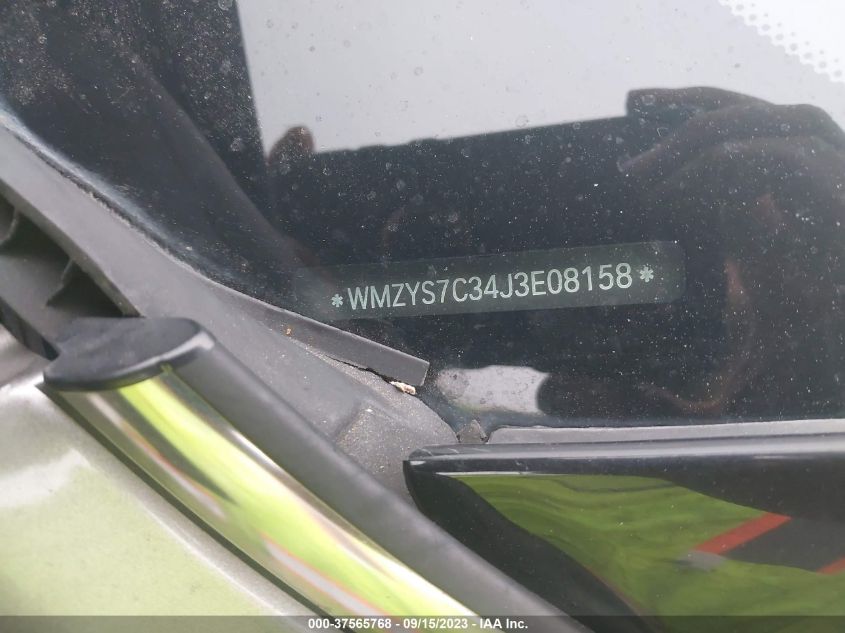 *WMZYS7C34J3E08158*
000-37565768 - 09/15/2023 - IAA Inc.